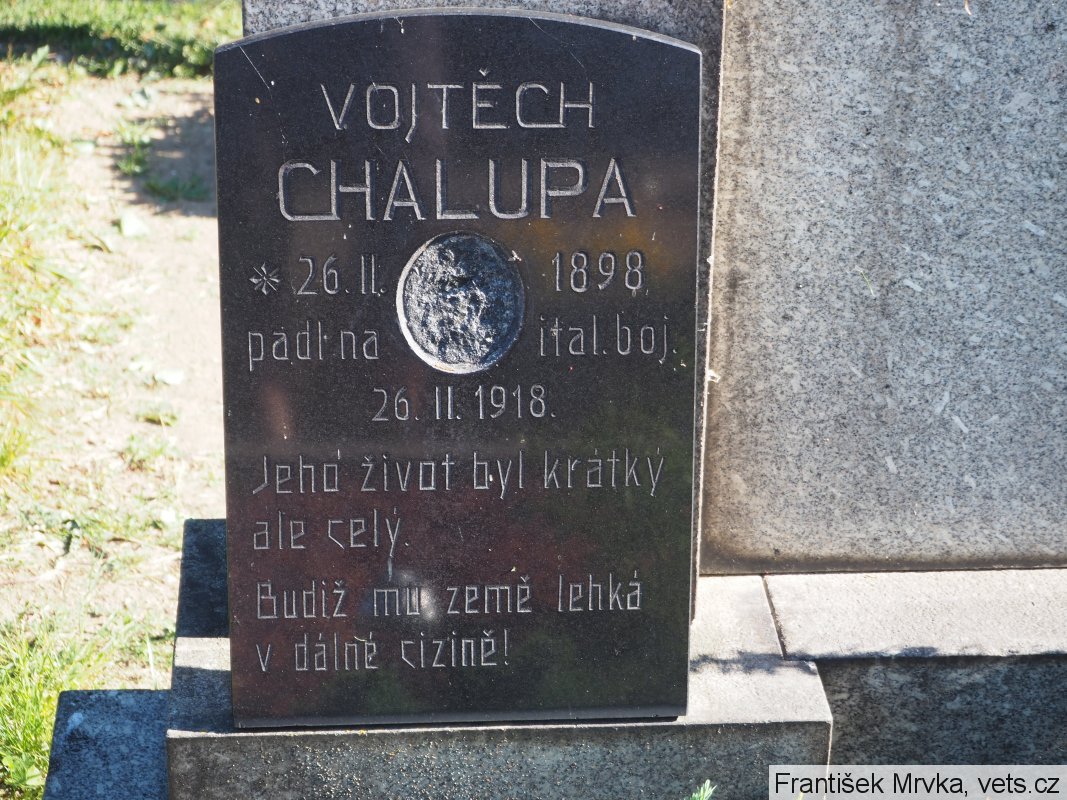 VOJTĚCH
CHALUPA
* 26. II. 1898
padl na ital. boj.
26. II. 1918.
Jeho život byl krátký
ale celý.
Budiž mu země lehká
v dálné cizině!
František Mrvka, vets.cz